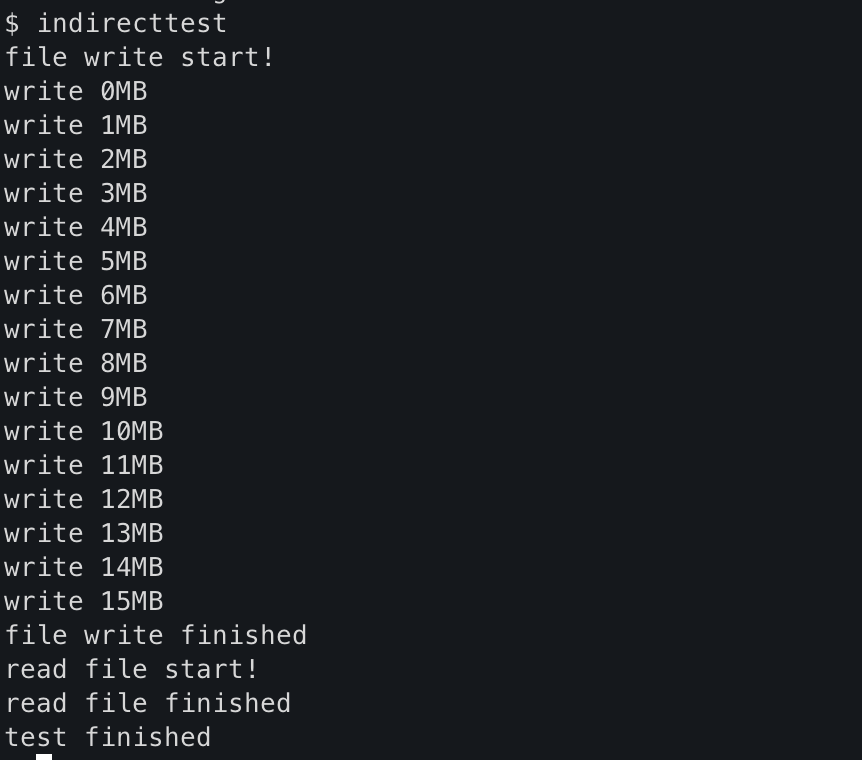 $ indirecttest
file write start!
write 0MB
write 1MB
write 2MB
write 3MB
write 4MB
write 5MB
write 6MB
write 7MB
write 8MB
write 9MB
write 10MB
write 11MB
write 12MB
write 13MB
write 14MB
write 15MB
file write finished
read file start!
read file finished
test finished